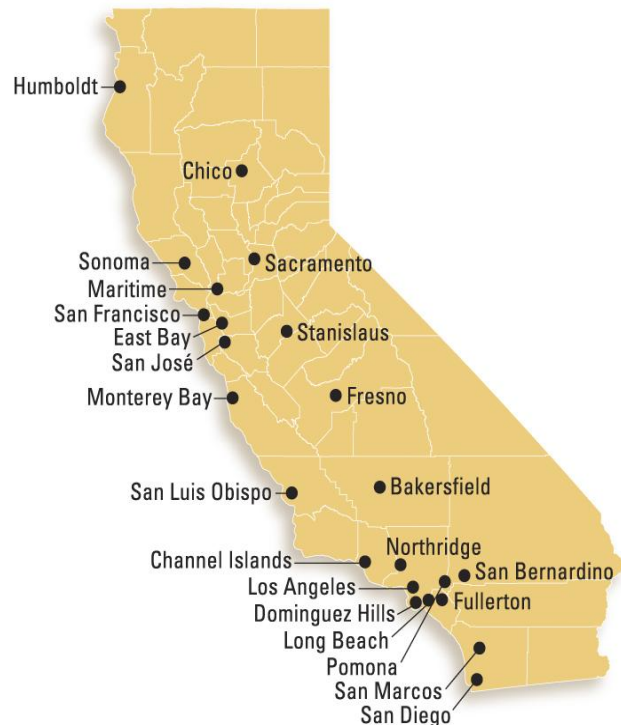 Humboldt
Chico
Sonoma
Sacramento
Maritime
San Francisco
East Bay
Stanislaus
San José
Monterey Bay
Fresno
San Luis Obispo
Bakersfield
Channel Islands
Northridge
San Bernardino
Los Angeles
Fullerton
Dominguez Hills
Long Beach
Pomona
San Marcos
San Diego